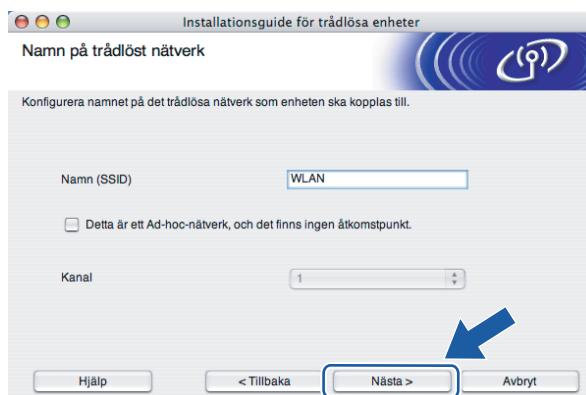 Installationsguide för trådlösa enheter
Namn på trådlöst nätverk
Konfigurera namnet på det trådlösa nätverk som enheten ska kopplas till.
Namn (SSID)
WLAN
Detta är ett Ad-hoc-nätverk, och det finns ingen åtkomstpunkt.
Kanal
1
Hjälp
< Tillbaka
Nästa >
Avbryt